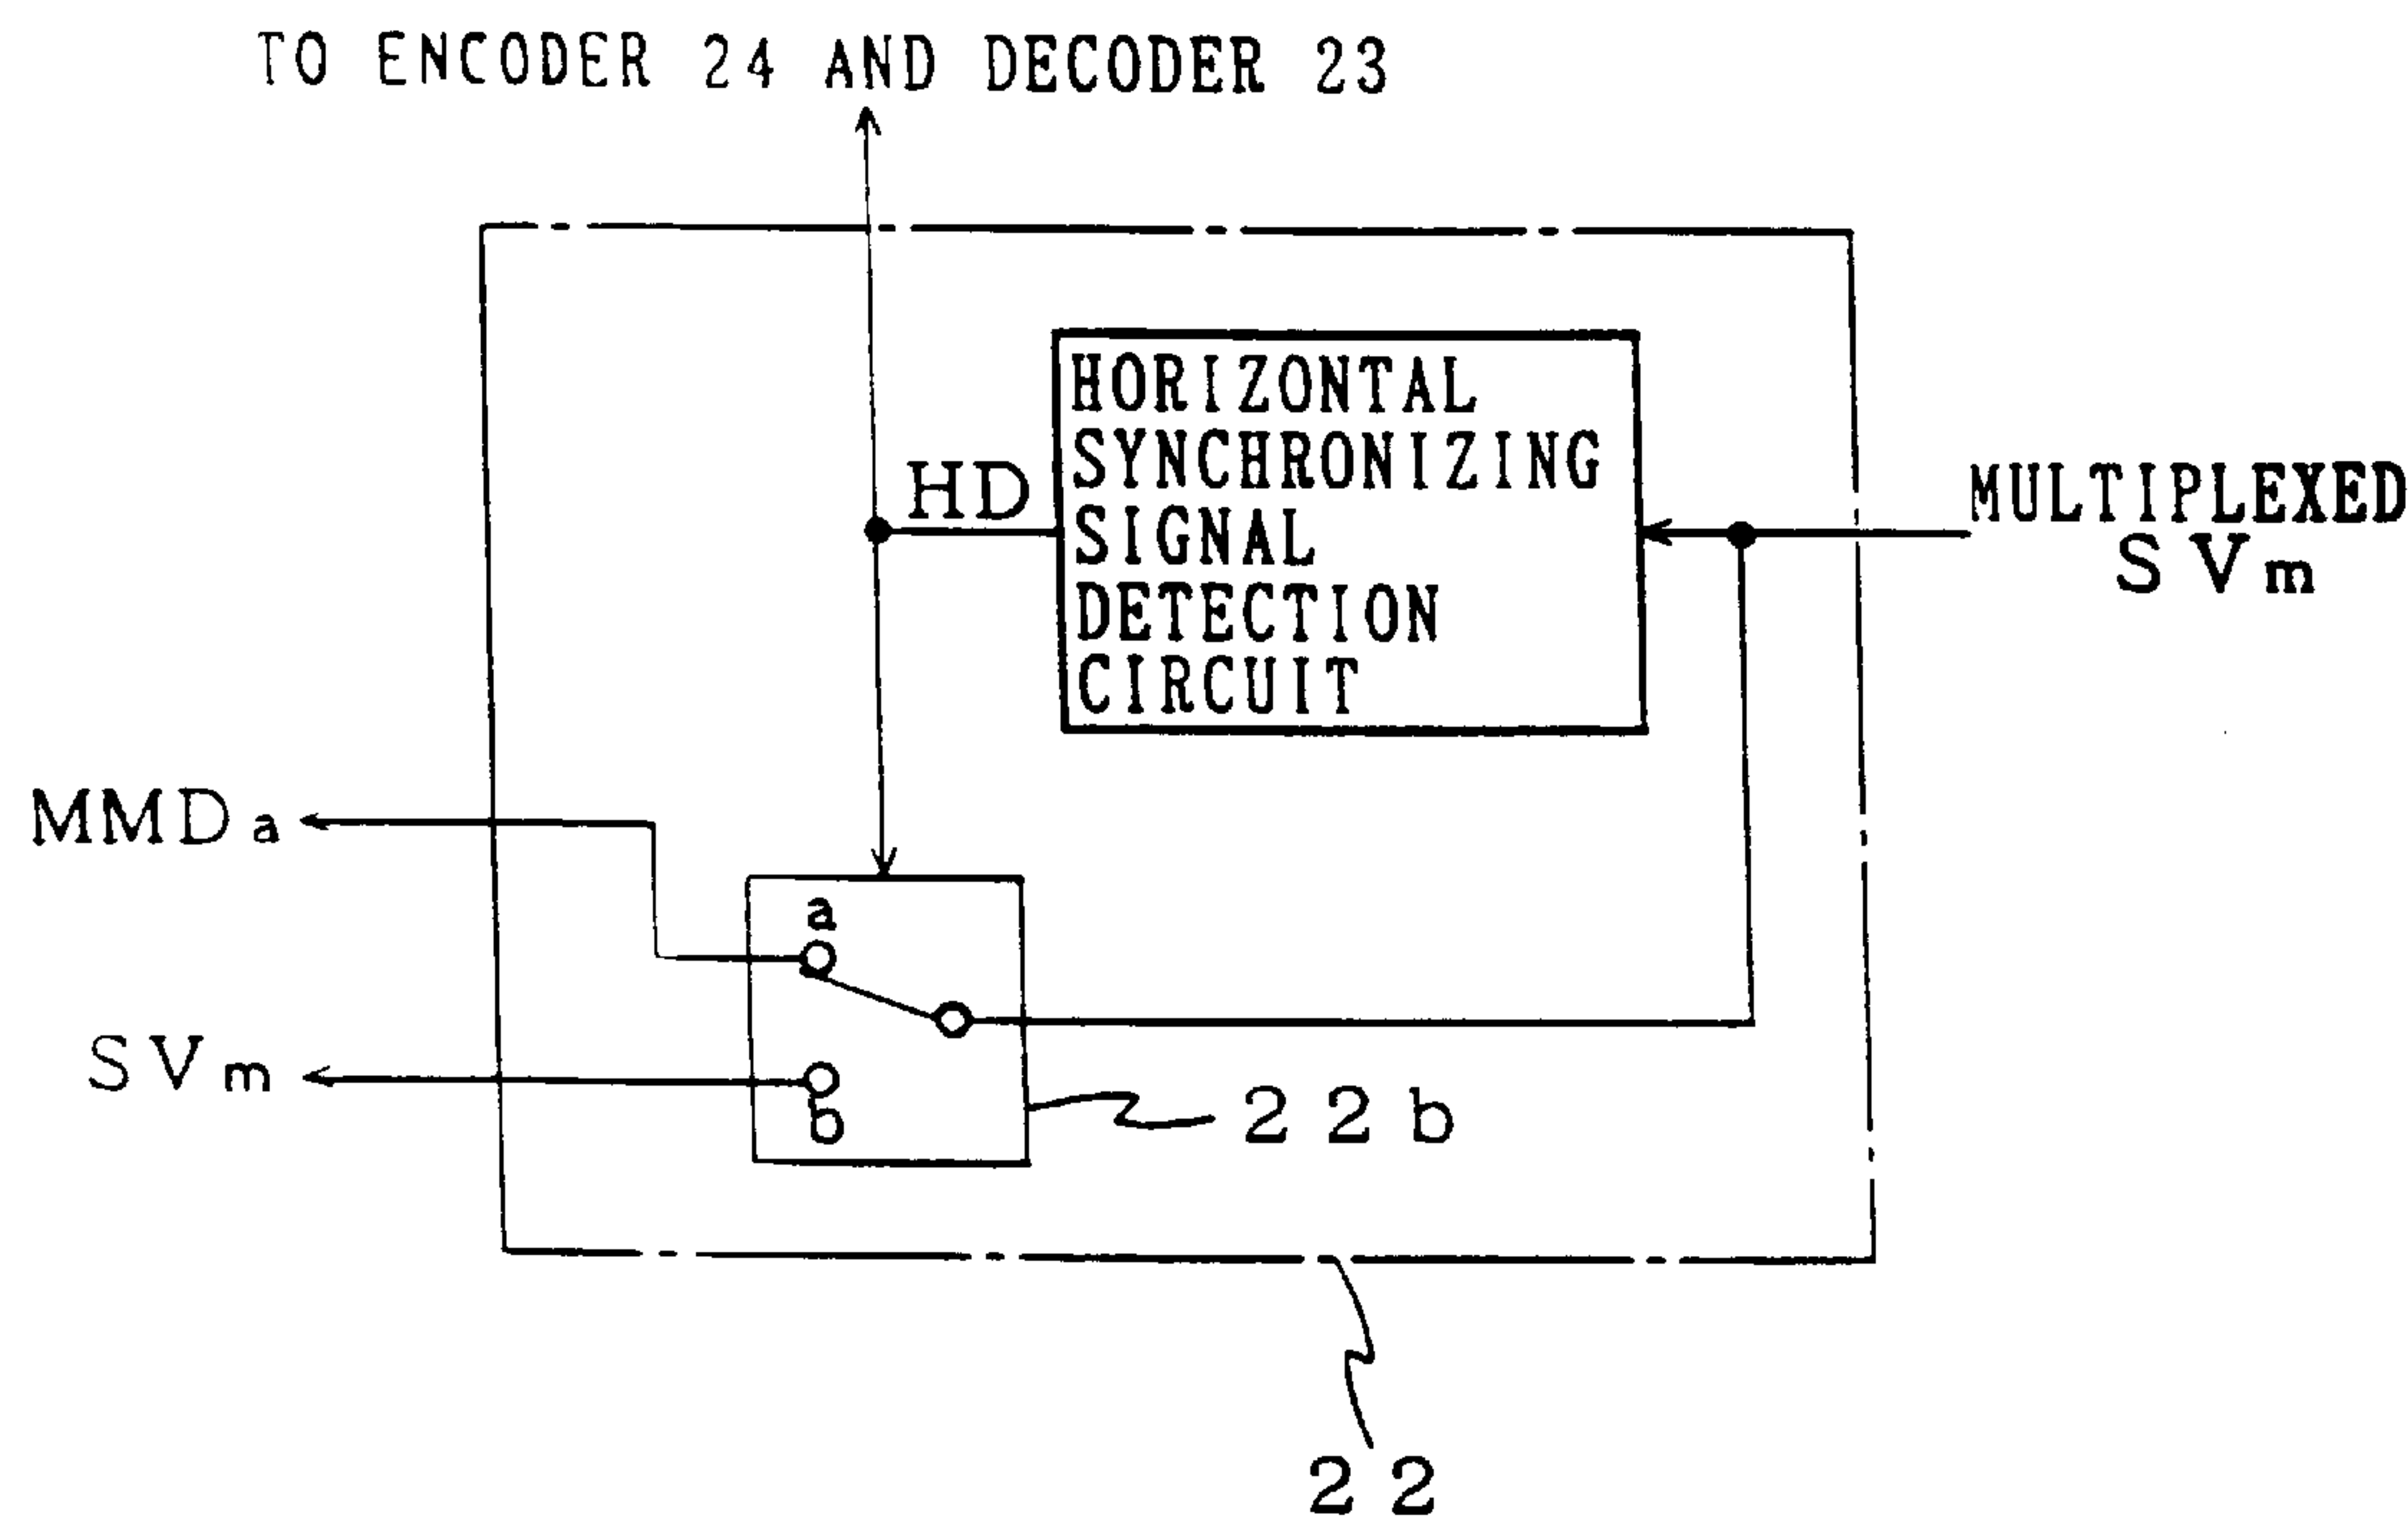 TO ENCODER 24 AND DECODER 23
HORIZONTAL
SYNCHRONIZING
SIGNAL
DETECTION
CIRCUIT
HD
MULTIPLEXED
SVm
MMDa
a
SVm
b
22b
22